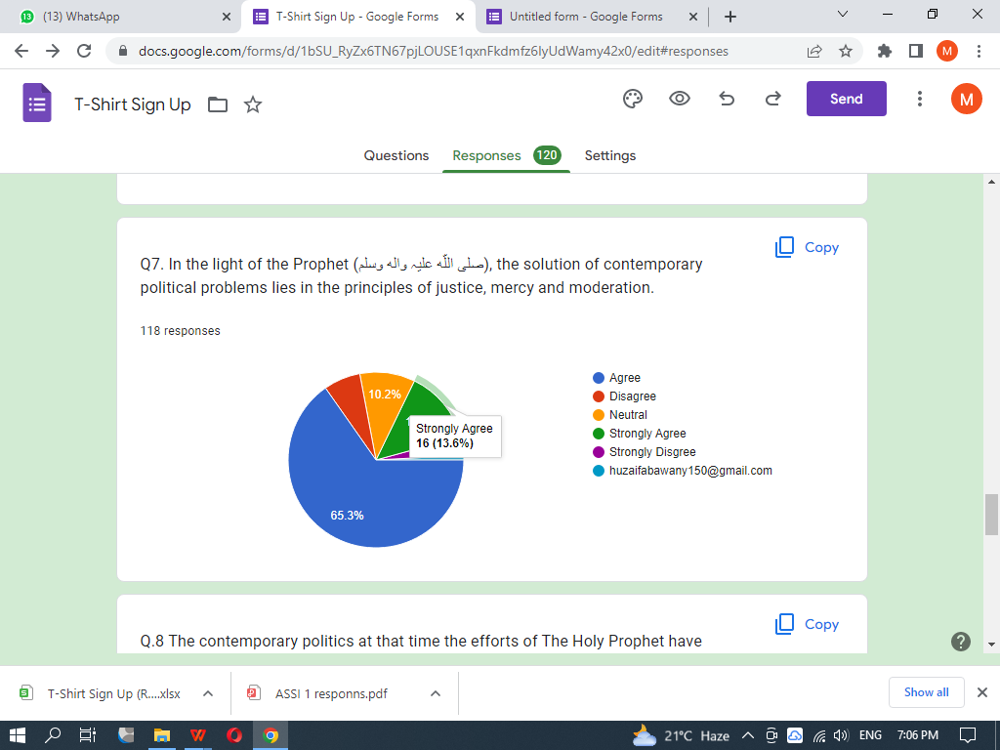 13 (13) WhatsApp
T-Shirt Sign Up - Google Forms
Untitled form - Google Forms
docs.google.com/forms/d/1bSU_RyZx6TN67pjLOUSE1qxnFkdmfz6lyUdWamy42x0/edit#responses
M
T-Shirt Sign Up
Send
M
Questions
Responses 120
Settings
Copy
Q7. In the light of the Prophet (صلی اللّٰه علیہ واله وسلم), the solution of contemporary
political problems lies in the principles of justice, mercy and moderation.
118 responses
10.2%
Strongly Agree
16 (13.6%)
65.3%
Agree
Disagree
Neutral
Strongly Agree
Strongly Disgree
huzaifabawany150@gmail.com
Copy
Q.8 The contemporary politics at that time the efforts of The Holy Prophet have
T-Shirt Sign Up (R....xlsx
ASSI 1 responns.pdf
Show all
21°C Haze
ENG
7:06 PM